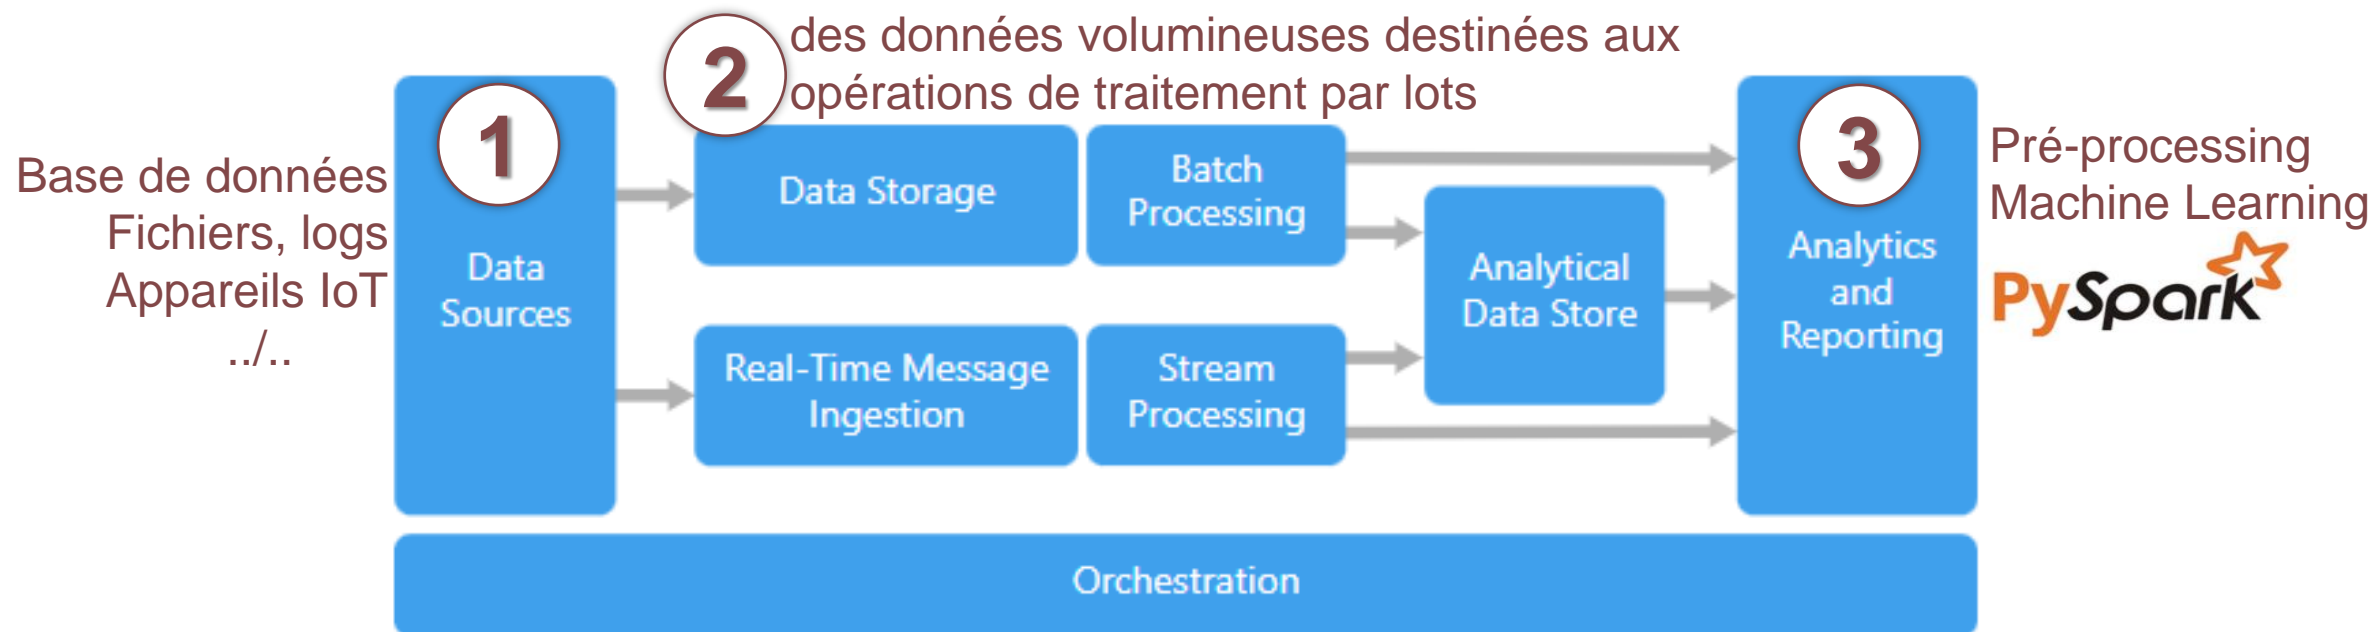 2
des données volumineuses destinées aux
opérations de traitement par lots
1
Base de données
Fichiers, logs
Appareils IoT
../..
Data
Sources
Data Storage
Batch
Processing
Real-Time Message
Ingestion
Stream
Processing
Analytical
Data Store
3
Analytics
and
Reporting
Pré-processing
Machine Learning
PySpark
Orchestration